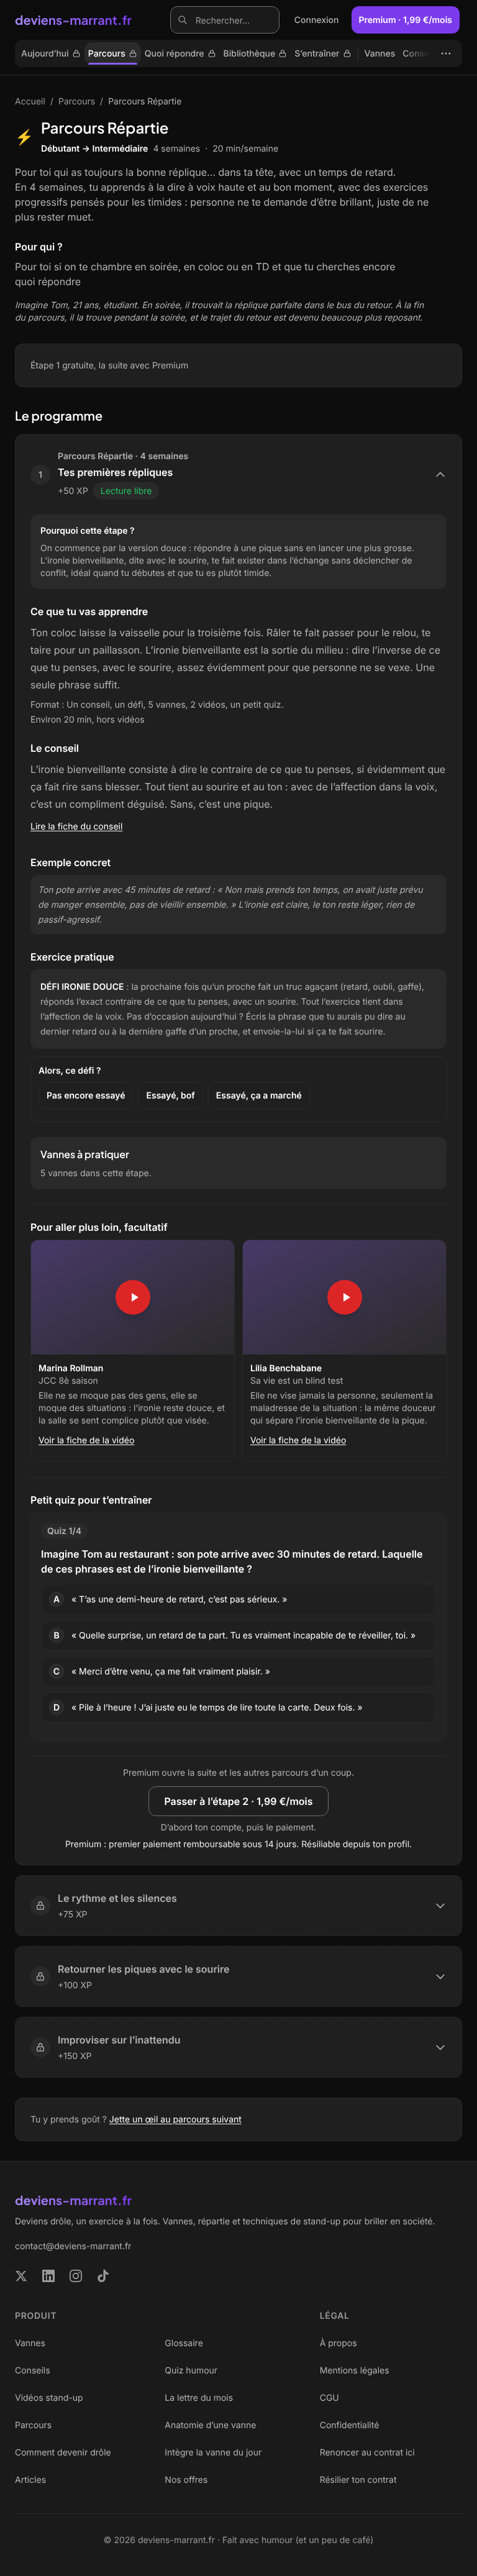 deviens-marrant.fr
Rechercher...
Connexion
Premium · 1,99 €/mois
Aujourd'hui
Parcours
Quoi répondre
Bibliothèque
S'entraîner
Vannes
Accueil / Parcours / Parcours Répartie
⚡ Parcours Répartie
Débutant → Intermédiaire 4 semaines · 20 min/semaine
Pour toi qui as toujours la bonne réplique… dans ta tête, avec un temps de retard.
En 4 semaines, tu apprends à la dire à voix haute et au bon moment, avec des exercices
progressifs pensés pour les timides : personne ne te demande d'être brillant, juste de ne
plus rester muet.
Pour qui ?
Pour toi si on te chambre en soirée, en coloc ou en TD et que tu cherches encore
quoi répondre
Imagine Tom, 21 ans, étudiant. En soirée, il trouvait la réplique parfaite dans le bus du retour. À la fin
du parcours, il la trouve pendant la soirée, et le trajet du retour est devenu beaucoup plus reposant.
Étape 1 gratuite, la suite avec Premium
Le programme
Parcours Répartie · 4 semaines
1
Tes premières répliques
+50 XP
Lecture libre
Pourquoi cette étape ?
On commence par la version douce : répondre à une pique sans en lancer une plus grosse.
L'ironie bienveillante, dite avec le sourire, te fait exister dans l'échange sans déclencher de
conflit, idéal quand tu débutes et que tu es plutôt timide.
Ce que tu vas apprendre
Ton coloc laisse la vaisselle pour la troisième fois. Râler te fait passer pour le relou, te
taire pour un paillasson. L'ironie bienveillante est la sortie du milieu : dire l'inverse de ce
que tu penses, avec le sourire, assez évidemment pour que personne ne se vexe. Une
seule phrase suffit.
Format : Un conseil, un défi, 5 vannes, 2 vidéos, un petit quiz.
Environ 20 min, hors vidéos
Le conseil
L'ironie bienveillante consiste à dire le contraire de ce que tu penses, si évidemment que
ça fait rire sans blesser. Tout tient au sourire et au ton : avec de l'affection dans la voix,
c'est un compliment déguisé. Sans, c'est une pique.
Lire la fiche du conseil
Exemple concret
Ton pote arrive avec 45 minutes de retard : « Non mais prends ton temps, on avait juste prévu
de manger ensemble, pas de vieillir ensemble. » L'ironie est claire, le ton reste léger, rien de
passif-agressif.
Exercice pratique
DÉFI IRONIE DOUCE : la prochaine fois qu'un proche fait un truc agaçant (retard, oubli, gaffe),
réponds l'exact contraire de ce que tu penses, avec un sourire. Tout l'exercice tient dans
l'affection de la voix. Pas d'occasion aujourd'hui ? Écris la phrase que tu aurais pu dire au
dernier retard ou à la dernière gaffe d'un proche, et envoie-la-lui si ça te fait sourire.
Alors, ce défi ?
Pas encore essayé
Essayé, bof
Essayé, ça a marché
Vannes à pratiquer
5 vannes dans cette étape.
Pour aller plus loin, facultatif
Marina Rollman
JCC 8è saison
Elle ne se moque pas des gens, elle se
moque des situations : l'ironie reste douce, et
la salle se sent complice plutôt que visée.
Voir la fiche de la vidéo
Lilia Benchabane
Sa vie est un blind test
Elle ne vise jamais la personne, seulement la
maladresse de la situation : la même douceur
qui sépare l'ironie bienveillante de la pique.
Voir la fiche de la vidéo
Petit quiz pour t'entraîner
Quiz 1/4
Imagine Tom au restaurant : son pote arrive avec 30 minutes de retard. Laquelle
de ces phrases est de l'ironie bienveillante ?
A « T'as une demi-heure de retard, c'est pas sérieux. »
B « Quelle surprise, un retard de ta part. Tu es vraiment incapable de te réveiller, toi. »
C « Merci d'être venu, ça me fait vraiment plaisir. »
D « Pile à l'heure ! J'ai juste eu le temps de lire toute la carte. Deux fois. »
Premium ouvre la suite et les autres parcours d'un coup.
Passer à l'étape 2 · 1,99 €/mois
D'abord ton compte, puis le paiement.
Premium : premier paiement remboursable sous 14 jours. Résiliable depuis ton profil.
Le rythme et les silences
+75 XP
Retourner les piques avec le sourire
+100 XP
Improviser sur l'inattendu
+150 XP
Tu y prends goût ? Jette un œil au parcours suivant
deviens-marrant.fr
Deviens drôle, un exercice à la fois. Vannes, répartie et techniques de stand-up pour briller en société.
contact@deviens-marrant.fr
PRODUIT
Vannes
Conseils
Vidéos stand-up
Parcours
Comment devenir drôle
Articles
Glossaire
Quiz humour
La lettre du mois
Anatomie d'une vanne
Intègre la vanne du jour
Nos offres
LÉGAL
À propos
Mentions légales
CGU
Confidentialité
Renoncer au contrat ici
Résilier ton contrat
© 2026 deviens-marrant.fr · Fait avec humour (et un peu de café)